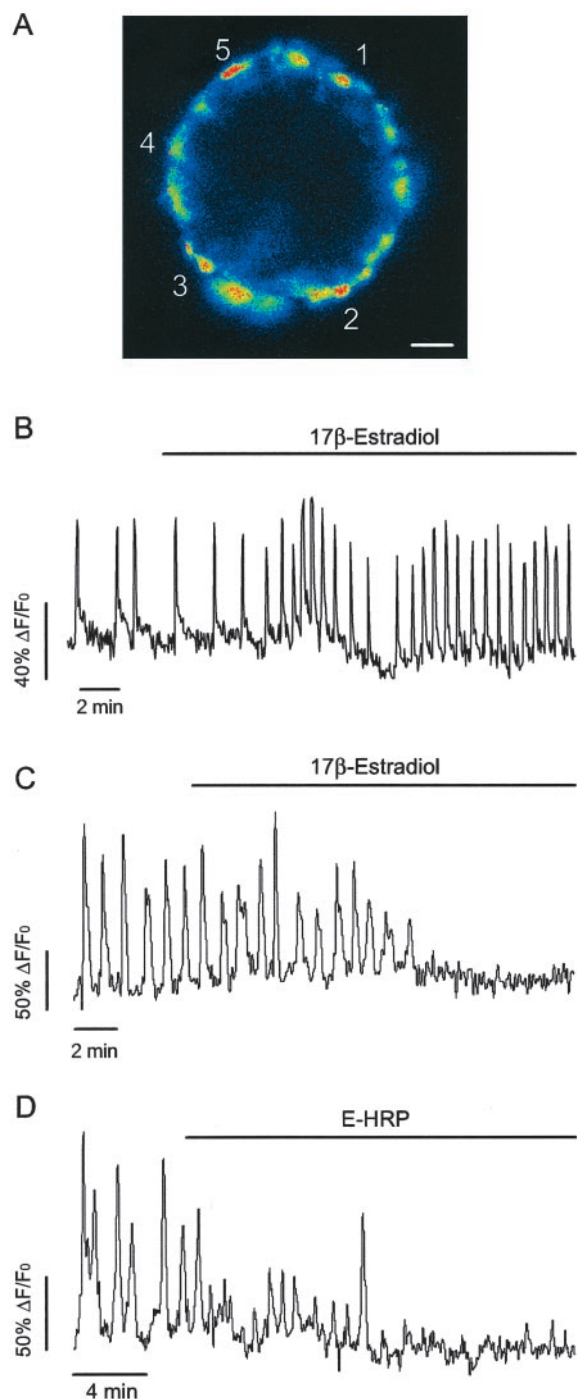 A
5
1
4
3
2
B
17β-Estradiol
40% ΔF/F₀
2 min
C
17β-Estradiol
50% ΔF/F₀
2 min
D
E-HRP
50% ΔF/F₀
4 min